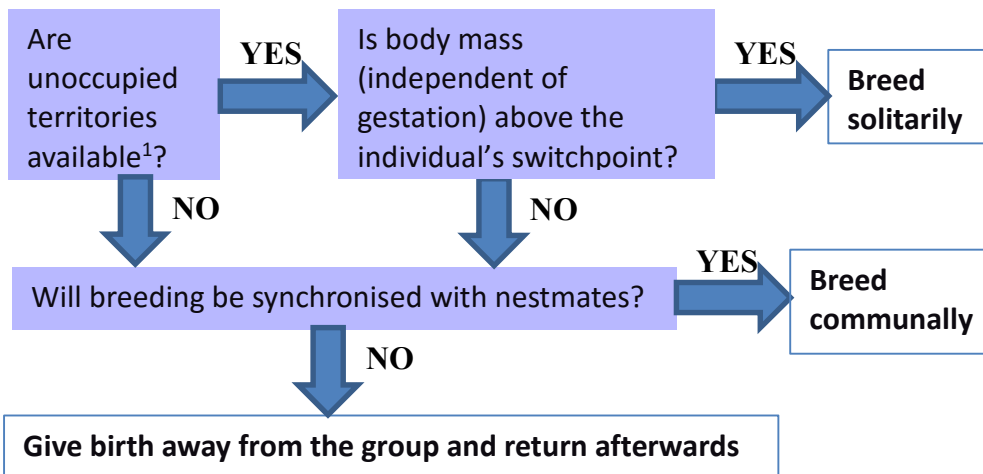 Are
unoccupied
territories
available¹?
YES
Is body mass
(independent of
gestation) above the
individual's switchpoint?
YES
Breed
solitarily
NO
NO
Will breeding be synchronised with nestmates?
YES
Breed
communally
NO
Give birth away from the group and return afterwards